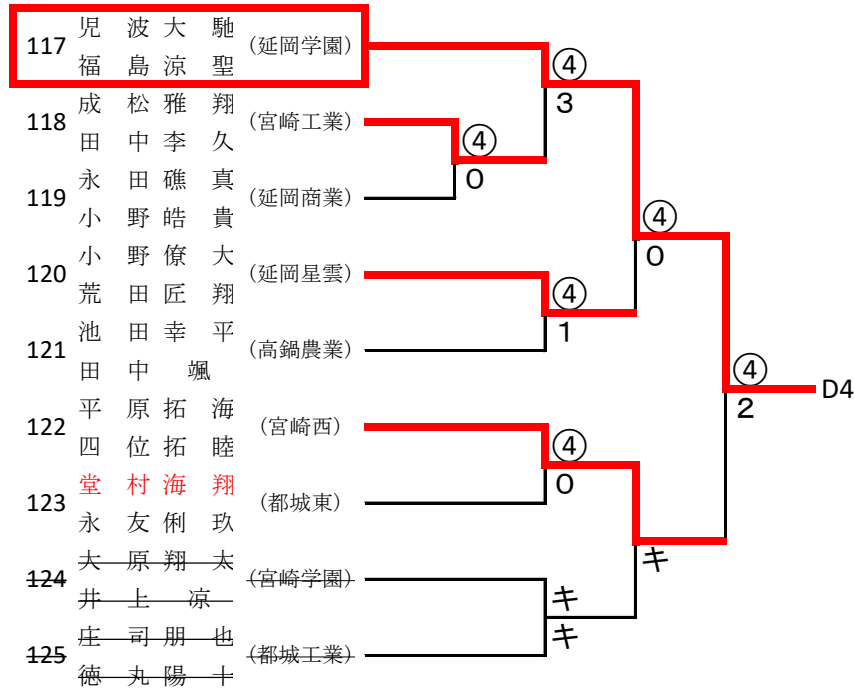 117 児波大馳 (延岡学園)
福島涼聖
118 成松雅翔 (宮崎工業)
田中李久
119 永田礁真 (延岡商業)
小野皓貴
120 小野僚大 (延岡星雲)
荒田匠翔
121 池田幸平 (高鍋農業)
田中颯
122 平原拓海 (宮崎西)
四位拓睦
123 堂村海翔 (都城東)
永友俐玖
124 大原翔太 (宮崎学園)
井上凉
125 庄司朋也 (都城工業)
徳丸陽十
④
3
④
0
④
0
④
1
④
2
D4
④
0
キ
キ
キ